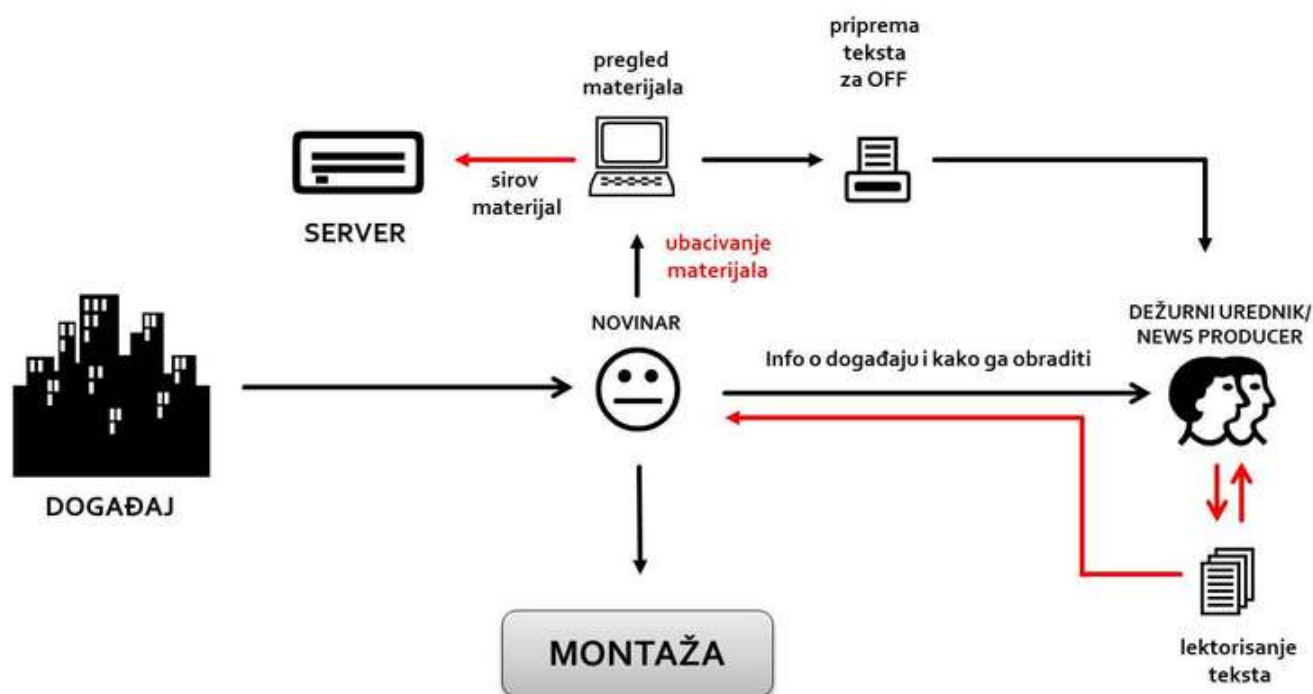 priprema
teksta
za OFF
pregled
materijala
sirov
materijal
SERVER
ubacivanje
materijala
NOVINAR
DEŽURNI UREDNIK/
NEWS PRODUCER
Info o događaju i kako ga obraditi
DOGAĐAJ
MONTAŽA
lektorisanje
teksta